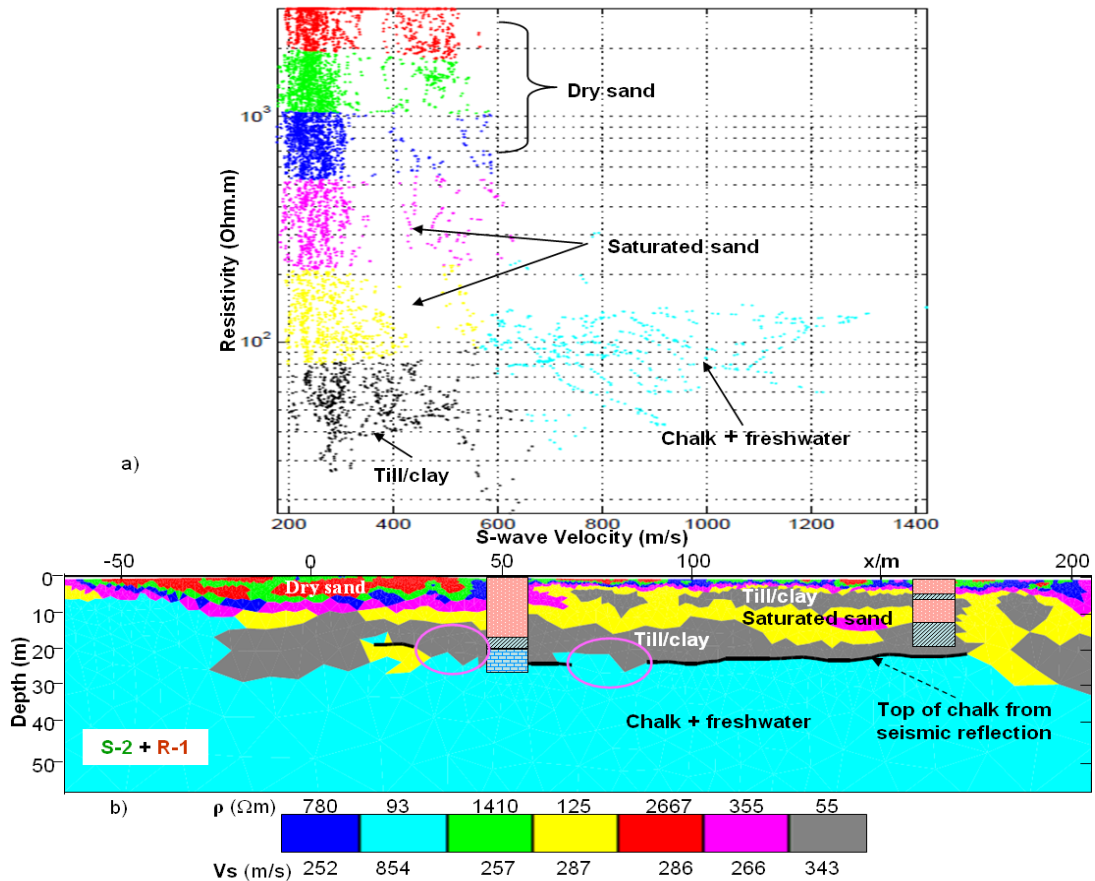 Dry sand
10³
Resistivity (Ohm.m)
Saturated sand
10²
Chalk + freshwater
a)
Till/clay
200 400 600 800 1000 1200 1400
S-wave Velocity (m/s)
-50 0 50 100 x/m 200
0
10
20
30
40
50
Depth (m)
Dry sand
Till/clay
Saturated sand
Till/clay
Chalk + freshwater
Top of chalk from
seismic reflection
S-2 + R-1
b)
ρ (Ωm) 780 93 1410 125 2667 355 55
Vs (m/s) 252 854 257 287 286 266 343